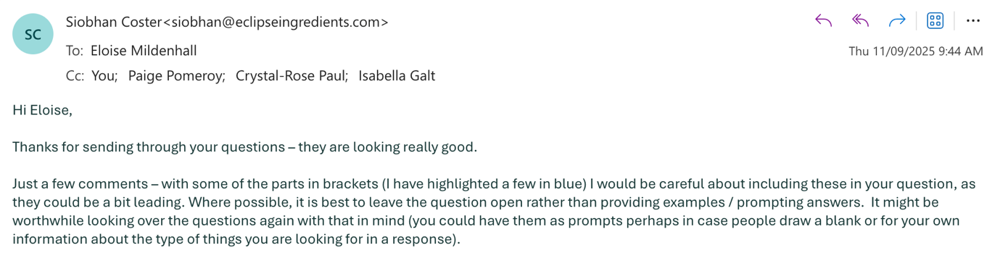 SC
Siobhan Coster<siobhan@eclipseingredients.com>
To: Eloise Mildenhall
Thu 11/09/2025 9:44 AM
Cc: You; Paige Pomeroy; Crystal-Rose Paul; Isabella Galt
Hi Eloise,
Thanks for sending through your questions – they are looking really good.
Just a few comments – with some of the parts in brackets (I have highlighted a few in blue) I would be careful about including these in your question, as
they could be a bit leading. Where possible, it is best to leave the question open rather than providing examples / prompting answers.  It might be
worthwhile looking over the questions again with that in mind (you could have them as prompts perhaps in case people draw a blank or for your own
information about the type of things you are looking for in a response).